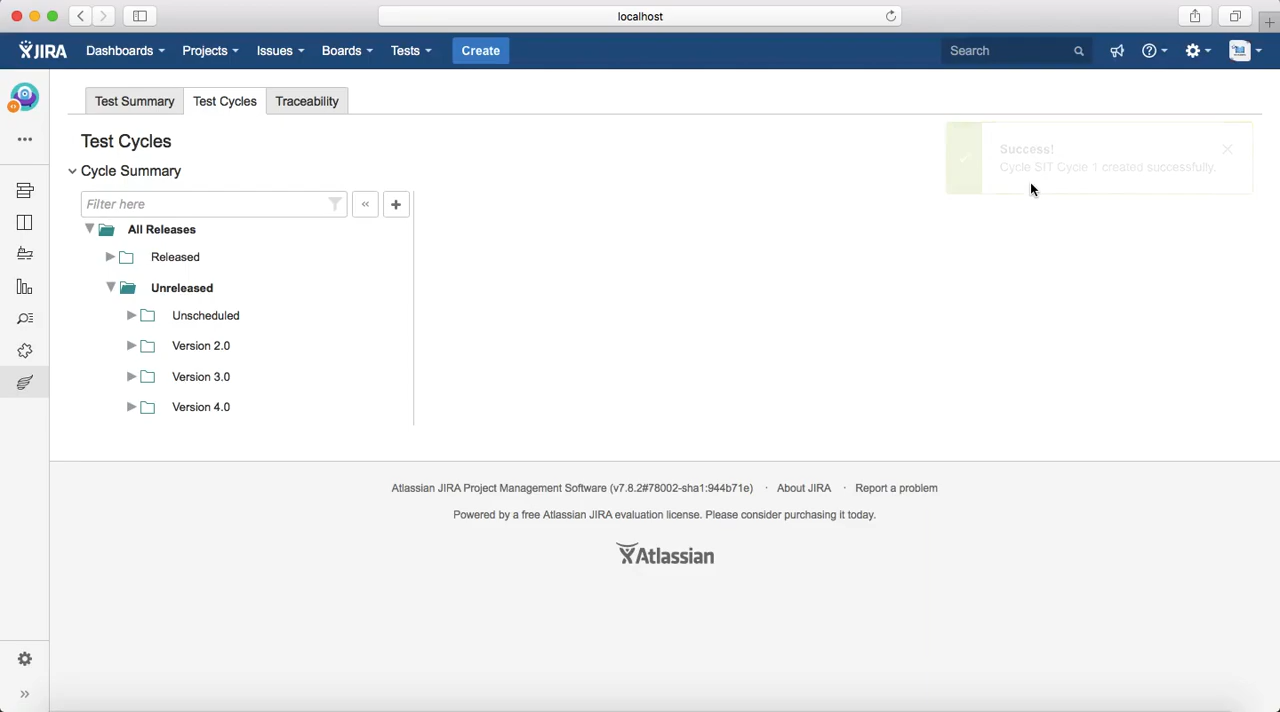 localhost
JIRA Dashboards Projects Issues Boards Tests Create Search
Test Summary Test Cycles Traceability
Test Cycles
Success!
Cycle SIT Cycle 1 created successfully.
Cycle Summary
Filter here « +
All Releases
Released
Unreleased
Unscheduled
Version 2.0
Version 3.0
Version 4.0
Atlassian JIRA Project Management Software (v7.8.2#78002-sha1:944b71e) · About JIRA · Report a problem
Powered by a free Atlassian JIRA evaluation license. Please consider purchasing it today.
Atlassian